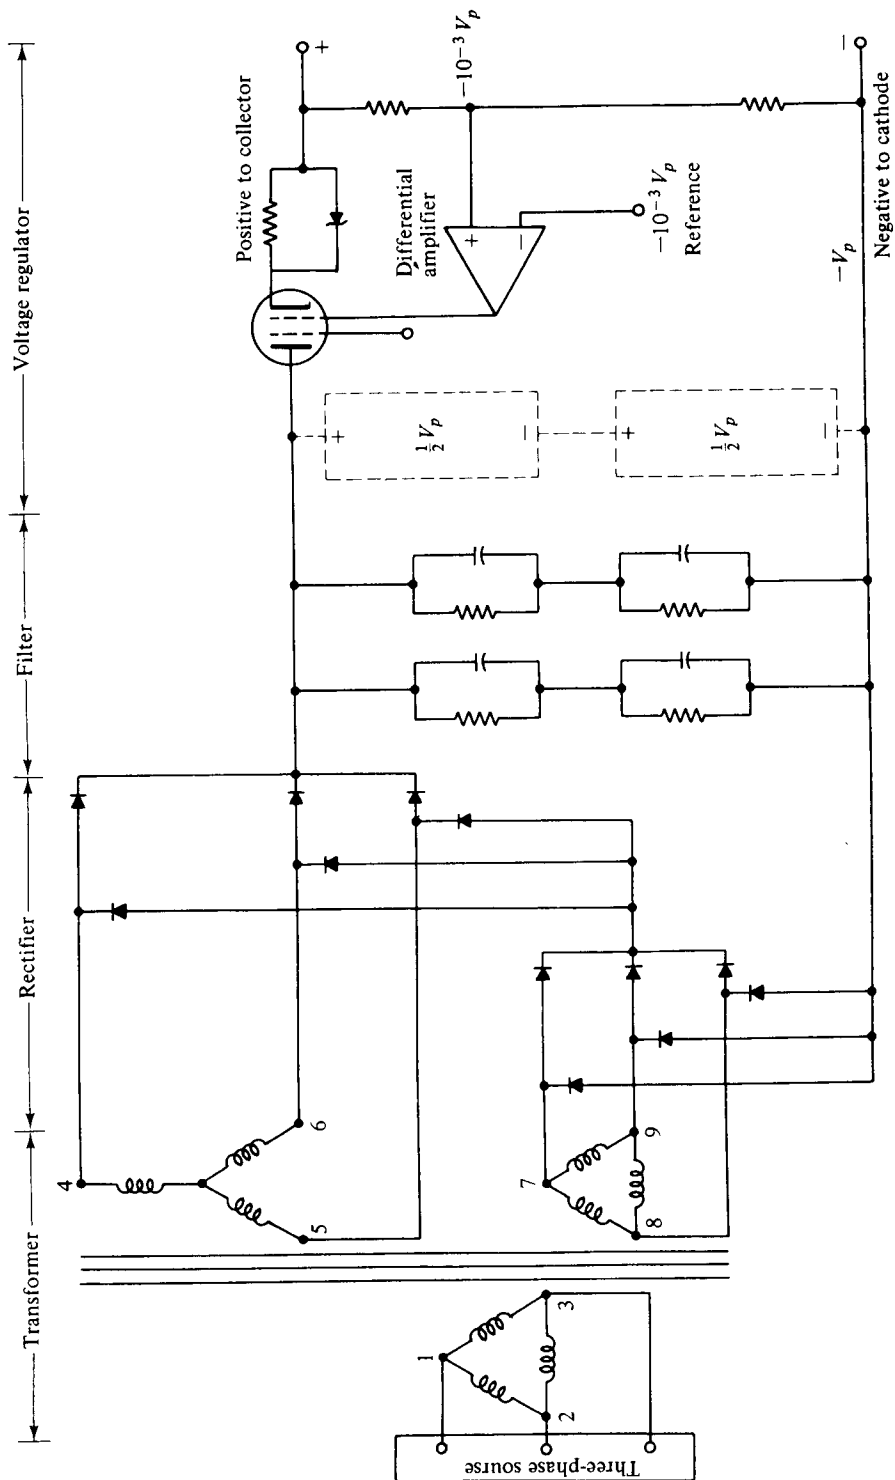 Transformer
Rectifier
Filter
Voltage regulator
Three-phase sourse
1
2
3
4
5
6
7
8
9
+
½ V_p
−
+
½ V_p
−
Positive to collector
+
Differential
amplifier
+
−
−10⁻³ V_p
−10⁻³ V_p
Reference
−V_p
−
Negative to cathode